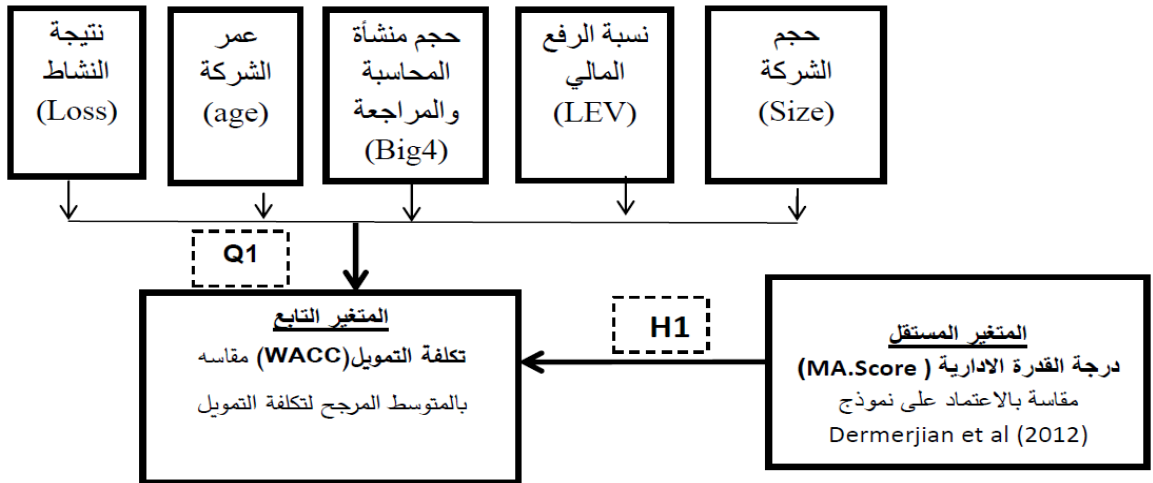 حجم
الشركة
(Size)
نسبة الرفع
المالي
(LEV)
حجم منشأة
المحاسبة
والمراجعة
(Big4)
عمر
الشركة
(age)
نتيجة
النشاط
(Loss)
Q1
H1
المتغير المستقل
درجة القدرة الادارية ( MA.Score)
مقاسة بالاعتماد على نموذج
Dermerjian et al (2012)
المتغير التابع
تكلفة التمويل(WACC) مقاسه
بالمتوسط المرجح لتكلفة التمويل